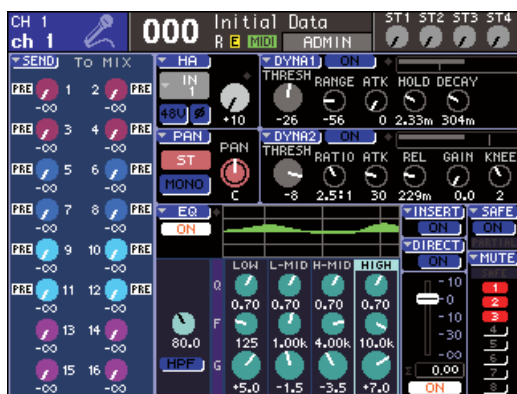 CH 1
ch 1
000
Initial Data
R E MIDI ADMIN
ST1 ST2 ST3 ST4
SEND To MIX
PRE 1 2 PRE
-∞ -∞
PRE 3 4 PRE
-∞ -∞
PRE 5 6 PRE
-∞ -∞
PRE 7 8 PRE
-∞ -∞
PRE 9 10 PRE
-∞ -∞
PRE 11 12 PRE
-∞ -∞
13 14
-∞ -∞
15 16
-∞ -∞
HA
IN
1
48V Ø
+10
PAN
ST
MONO
PAN
C
DYNA1 ON
THRESH RANGE ATK HOLD DECAY
-26 -56 0 2.33m 304m
DYNA2 ON
THRESH RATIO ATK REL GAIN KNEE
-8 2.5:1 30 229m 0.0 2
EQ
ON
LOW L-MID H-MID HIGH
Q
0.70 0.70 0.70 0.70
F
80.0
125 1.00k 4.00k 10.0k
HPF
G
+5.0 -1.5 -3.5 +7.0
INSERT
ON
DIRECT
ON
10
0
-10
-30
-∞
Σ 0.00
ON
SAFE
ON
PARTIAL
MUTE
SAFE
1
2
3
4
5
6
7
8